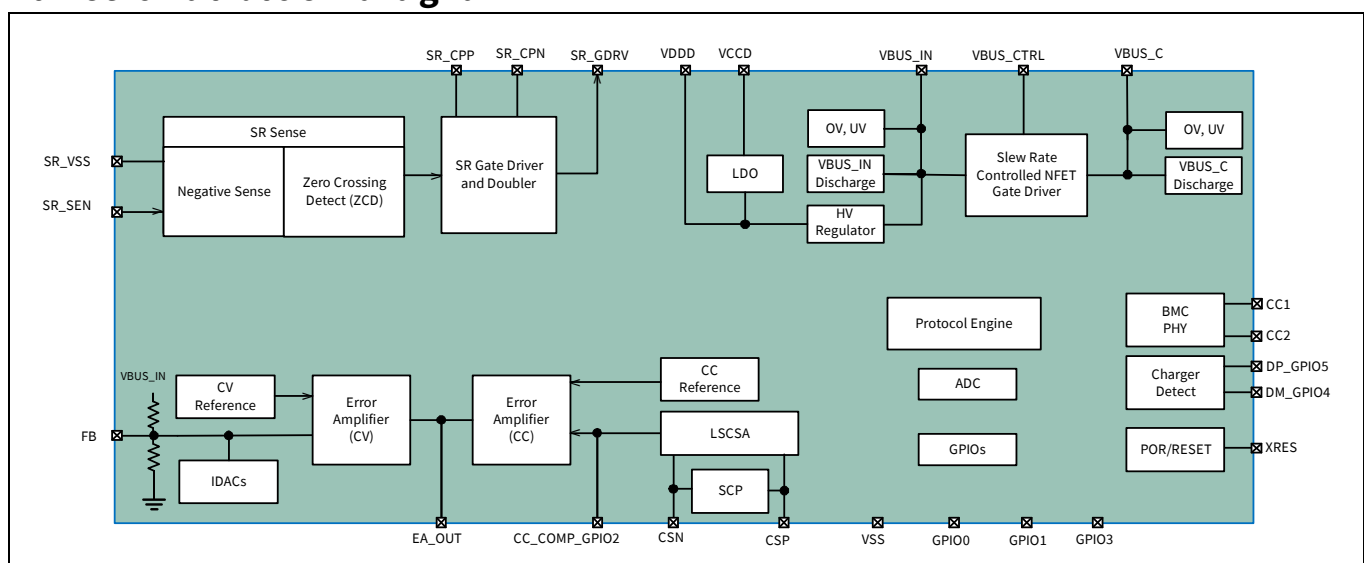 SR_CPP
SR_CPN
SR_GDRV
VDDD
VCCD
VBUS_IN
VBUS_CTRL
VBUS_C
SR Sense
SR_VSS
SR_SEN
Negative Sense
Zero Crossing
Detect (ZCD)
SR Gate Driver
and Doubler
LDO
OV, UV
VBUS_IN
Discharge
HV
Regulator
Slew Rate
Controlled NFET
Gate Driver
OV, UV
VBUS_C
Discharge
Protocol Engine
BMC
PHY
CC1
CC2
VBUS_IN
CV
Reference
Error
Amplifier
(CV)
Error
Amplifier
(CC)
CC
Reference
ADC
Charger
Detect
DP_GPIO5
DM_GPIO4
FB
IDACs
LSCSA
SCP
GPIOs
POR/RESET
XRES
EA_OUT
CC_COMP_GPIO2
CSN
CSP
VSS
GPIO0
GPIO1
GPIO3